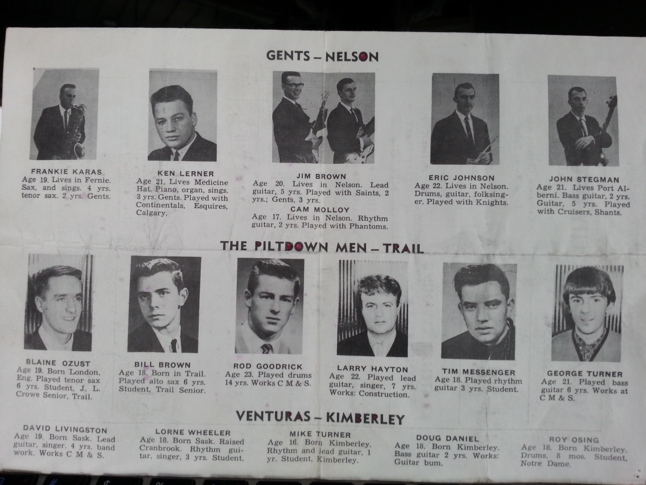 GENTS – NELSON
FRANKIE KARAS
Age 19. Lives in Fernie.
Sax, and sings. 4 yrs.
tenor sax. 2 yrs. Gents.
KEN LERNER
Age 21. Lives Medicine
Hat. Piano, organ, sings.
3 yrs. Gents. Played with
Continentals, Esquires,
Calgary.
JIM BROWN
Age 20. Lives in Nelson. Lead
guitar, 5 yrs. Played with Saints, 2
yrs.; Gents, 3 yrs.
CAM MOLLOY
Age 17. Lives in Nelson. Rhythm
guitar, 2 yrs. Played with Phantoms.
ERIC JOHNSON
Age 22. Lives in Nelson.
Drums, guitar, folksing-
er. Played with Knights.
JOHN STEGMAN
Age 21. Lives Port Al-
berni. Bass guitar, 2 yrs.
Guitar, 5 yrs. Played
with Cruisers, Shants.
THE PILTDOWN MEN – TRAIL
BLAINE OZUST
Age 19. Born London,
Eng. Played tenor sax
6 yrs. Student, J. L.
Crowe Senior, Trail.
BILL BROWN
Age 18. Born in Trail.
Played alto sax 6 yrs.
Student, Trail Senior.
ROD GOODRICK
Age 23. Played drums
14 yrs. Works C M & S.
LARRY HAYTON
Age 22. Played lead
guitar, singer, 7 yrs.
Works: Construction.
TIM MESSENGER
Age 18. Played rhythm
guitar 3 yrs. Student.
GEORGE TURNER
Age 21. Played bass
guitar 6 yrs. Works at
C M & S.
VENTURAS – KIMBERLEY
DAVID LIVINGSTON
Age 19. Born Sask. Lead
guitar, singer. 4 yrs. band
work. Works C M & S.
LORNE WHEELER
Age 18. Born Sask. Raised
Cranbrook. Rhythm gui-
tar, singer, 3 yrs. Student.
MIKE TURNER
Age 16. Born Kimberley.
Rhythm and lead guitar, 1
yr. Student, Kimberley.
DOUG DANIEL
Age 18. Born Kimberley.
Bass guitar 2 yrs. Works:
Guitar bum.
ROY OSING
Age 18. Born Kimberley.
Drums, 8 mos. Student,
Notre Dame.